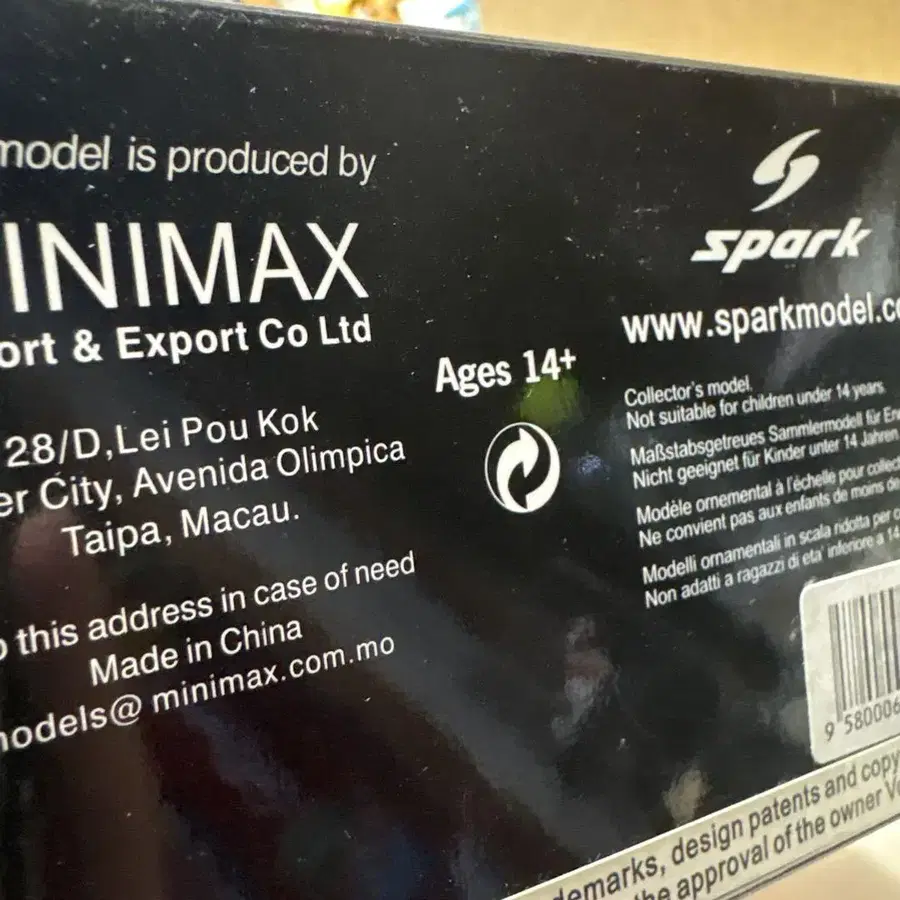 model is produced by
INIMAX
ort & Export Co Ltd
28/D,Lei Pou Kok
er City, Avenida Olimpica
Taipa, Macau.
this address in case of need
Made in China
models@ minimax.com.mo
Ages 14+
spark
www.sparkmodel.co
Collector's model.
Not suitable for children under 14 years.
Maßstabsgetreues Sammlermodell für Er
Nicht geeignet für Kinder unter 14 Jahren
Modèle ornemental à l'échelle pour collect
Ne convient pas aux enfants de moins de
Modelli ornamentali in scala ridotta per c
Non adatti a ragazzi di eta' inferiore a 14
9 580006
demarks, design patents and copy
the approval of the owner V